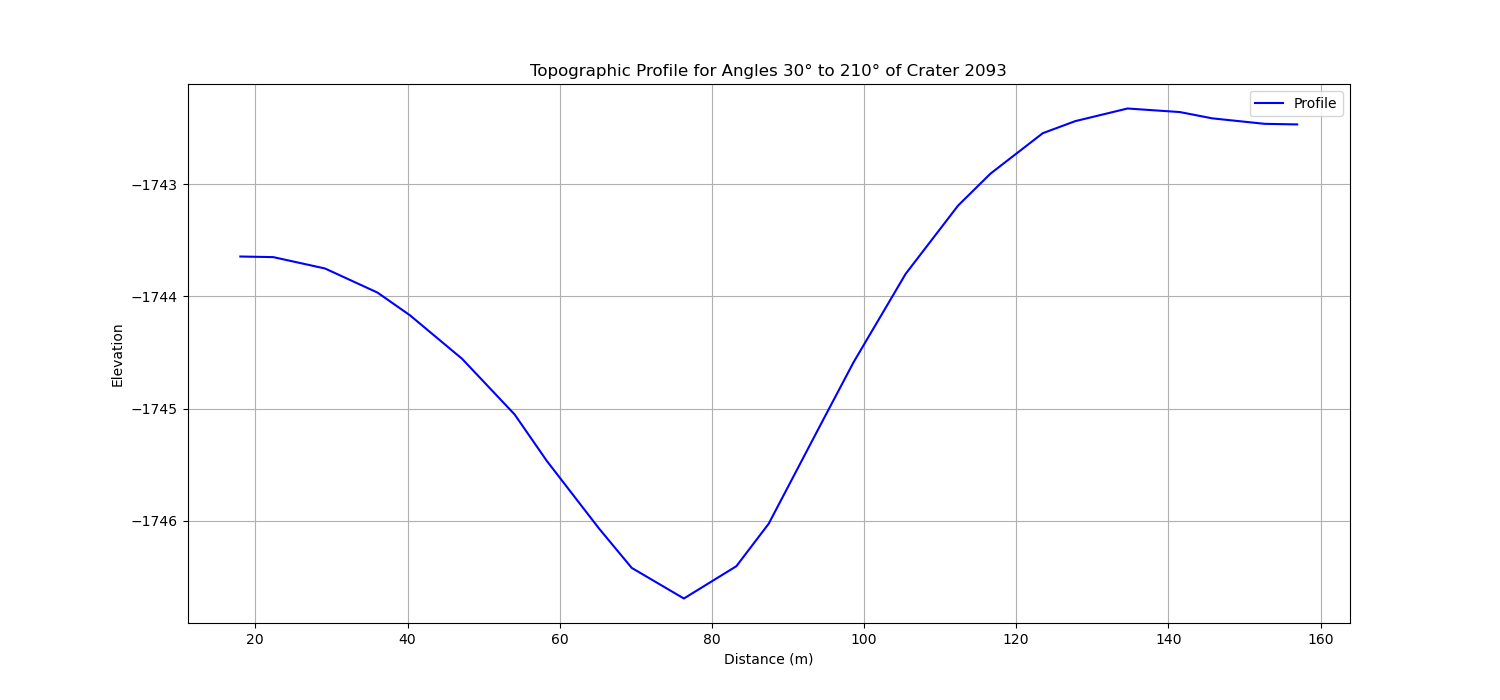 Topographic Profile for Angles 30° to 210° of Crater 2093
Profile
Elevation
−1743
−1744
−1745
−1746
20 40 60 80 100 120 140 160
Distance (m)